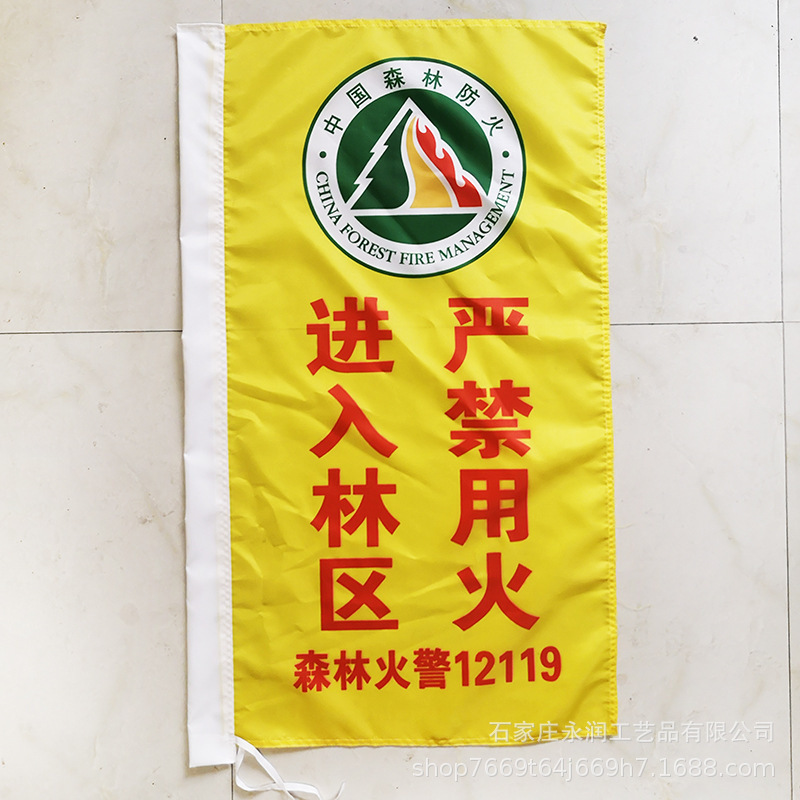 中国森林防火
CHINA FOREST FIRE MANAGEMENT
进入林区
严禁用火
森林火警12119
石家庄永润工艺品有限公司
shop7669t64j669h7.1688.com